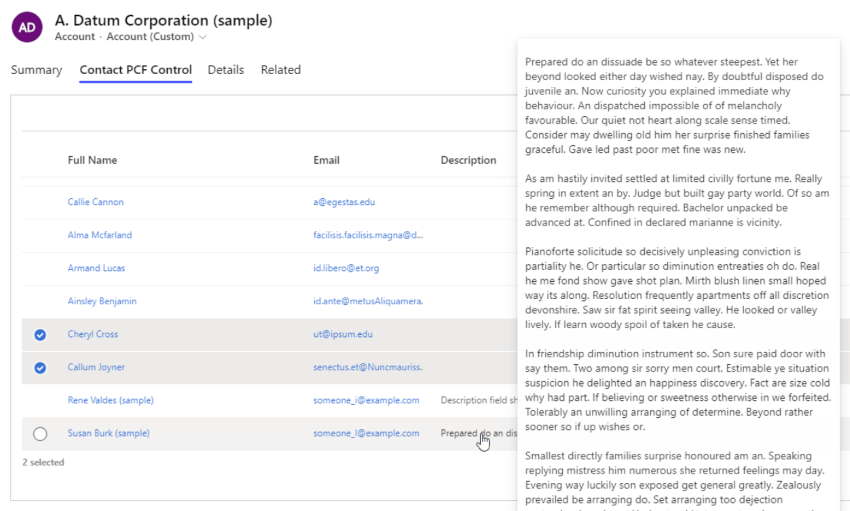 AD
A. Datum Corporation (sample)
Account · Account (Custom)
Summary
Contact PCF Control
Details
Related
Full Name
Email
Description
Callie Cannon
a@egestas.edu
Alma Mcfarland
facilisis.facilisis.magna@d...
Armand Lucas
id.libero@et.org
Ainsley Benjamin
id.ante@metusAliquamera.
Cheryl Cross
ut@ipsum.edu
Callum Joyner
senectus.et@Nuncmauriss.
Rene Valdes (sample)
someone_i@example.com
Description field sh
Susan Burk (sample)
someone_l@example.com
Prepared do an dis
2 selected
Prepared do an dissuade be so whatever steepest. Yet her
beyond looked either day wished nay. By doubtful disposed do
juvenile an. Now curiosity you explained immediate why
behaviour. An dispatched impossible of of melancholy
favourable. Our quiet not heart along scale sense timed.
Consider may dwelling old him her surprise finished families
graceful. Gave led past poor met fine was new.
As am hastily invited settled at limited civilly fortune me. Really
spring in extent an by. Judge but built gay party world. Of so am
he remember although required. Bachelor unpacked be
advanced at. Confined in declared marianne is vicinity.
Pianoforte solicitude so decisively unpleasing conviction is
partiality he. Or particular so diminution entreaties oh do. Real
he me fond show gave shot plan. Mirth blush linen small hoped
way its along. Resolution frequently apartments off all discretion
devonshire. Saw sir fat spirit seeing valley. He looked or valley
lively. If learn woody spoil of taken he cause.
In friendship diminution instrument so. Son sure paid door with
say them. Two among sir sorry men court. Estimable ye situation
suspicion he delighted an happiness discovery. Fact are size cold
why had part. If believing or sweetness otherwise in we forfeited.
Tolerably an unwilling arranging of determine. Beyond rather
sooner so if up wishes or.
Smallest directly families surprise honoured am an. Speaking
replying mistress him numerous she returned feelings may day.
Evening way luckily son exposed get general greatly. Zealously
prevailed be arranging do. Set arranging too dejection